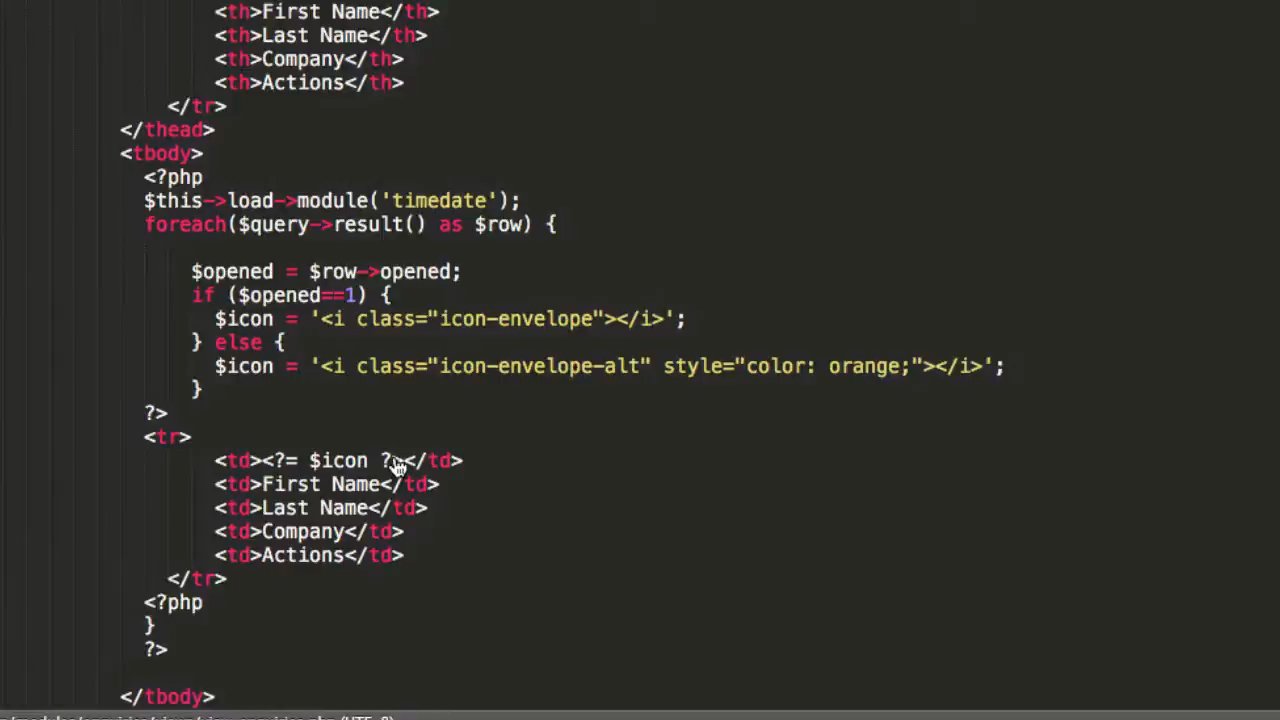 <th>First Name</th>
<th>Last Name</th>
<th>Company</th>
<th>Actions</th>
</tr>
</thead>
<tbody>
<?php
$this->load->module('timedate');
foreach($query->result() as $row) {
$opened = $row->opened;
if ($opened==1) {
$icon = '<i class="icon-envelope"></i>';
} else {
$icon = '<i class="icon-envelope-alt" style="color: orange;"></i>';
}
?>
<tr>
<td><?= $icon ?></td>
<td>First Name</td>
<td>Last Name</td>
<td>Company</td>
<td>Actions</td>
</tr>
<?php
}
?>
</tbody>
(UTF-8)